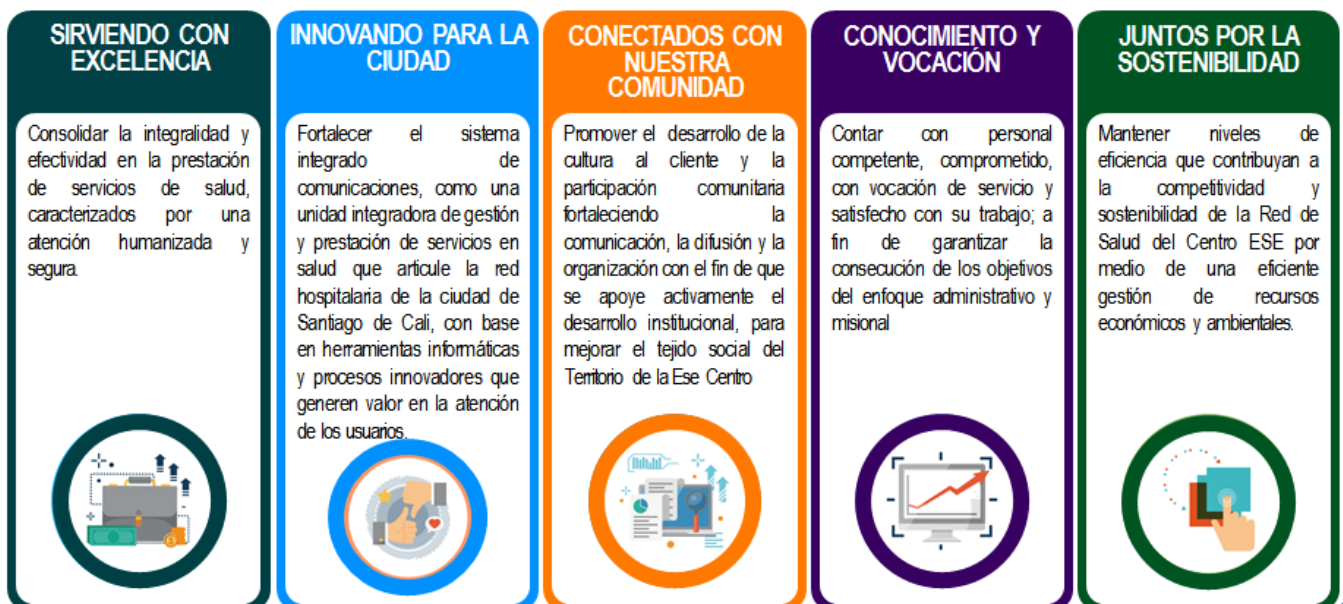 SIRVIENDO CON
EXCELENCIA
Consolidar la integralidad y
efectividad en la prestación
de servicios de salud,
caracterizados por una
atención humanizada y
segura.
INNOVANDO PARA LA
CIUDAD
Fortalecer el sistema
integrado de
comunicaciones, como una
unidad integradora de gestión
y prestación de servicios en
salud que articule la red
hospitalaria de la ciudad de
Santiago de Cali, con base
en herramientas informáticas
y procesos innovadores que
generen valor en la atención
de los usuarios.
CONECTADOS CON
NUESTRA
COMUNIDAD
Promover el desarrollo de la
cultura al cliente y la
participación comunitaria
fortaleciendo la
comunicación, la difusión y la
organización con el fin de que
se apoye activamente el
desarrollo institucional, para
mejorar el tejido social del
Territorio de la Ese Centro
CONOCIMIENTO Y
VOCACIÓN
Contar con personal
competente, comprometido,
con vocación de servicio y
satisfecho con su trabajo; a
fin de garantizar la
consecución de los objetivos
del enfoque administrativo y
misional
JUNTOS POR LA
SOSTENIBILIDAD
Mantener niveles de
eficiencia que contribuyan a
la competitividad y
sostenibilidad de la Red de
Salud del Centro ESE por
medio de una eficiente
gestión de recursos
económicos y ambientales.